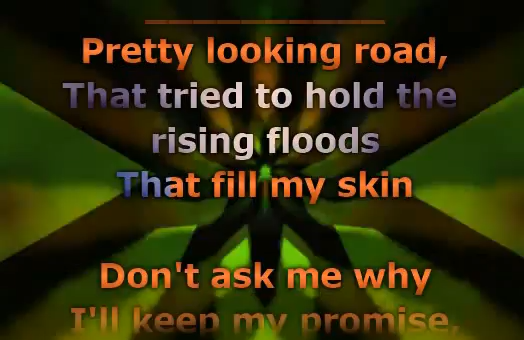 Pretty looking road,
That tried to hold the
rising floods
That fill my skin
Don't ask me why
I'll keep my promise,